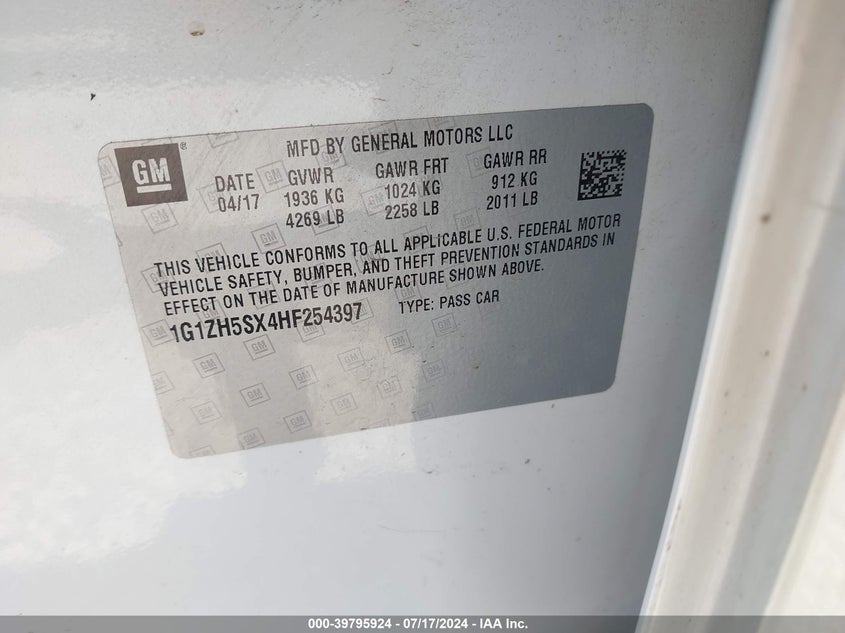 GM®
MFD BY GENERAL MOTORS LLC
DATE GVWR GAWR FRT GAWR RR
04/17 1936 KG 1024 KG 912 KG
4269 LB 2258 LB 2011 LB
THIS VEHICLE CONFORMS TO ALL APPLICABLE U.S. FEDERAL MOTOR
VEHICLE SAFETY, BUMPER, AND THEFT PREVENTION STANDARDS IN
EFFECT ON THE DATE OF MANUFACTURE SHOWN ABOVE.
1G1ZH5SX4HF254397 TYPE: PASS CAR
000-39795924 - 07/17/2024 - IAA Inc.